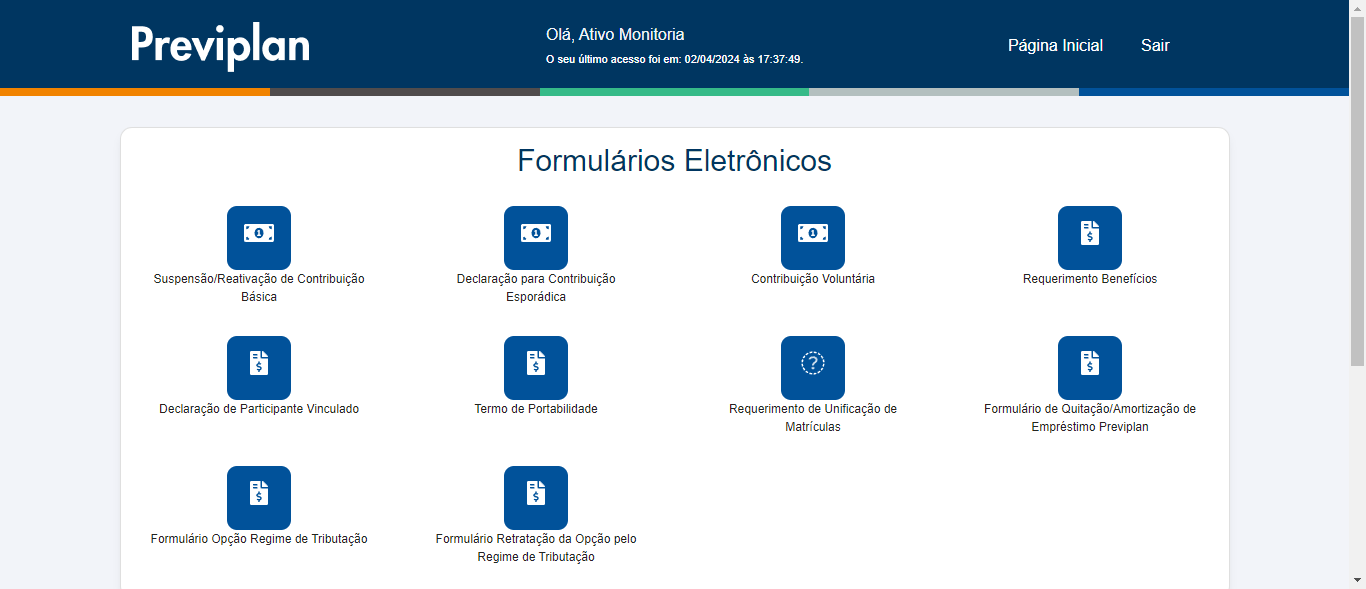 Previplan
Olá, Ativo Monitoria
O seu último acesso foi em: 02/04/2024 às 17:37:49.
Página Inicial
Sair
Formulários Eletrônicos
Suspensão/Reativação de Contribuição
Básica
Declaração para Contribuição
Esporádica
Contribuição Voluntária
Requerimento Benefícios
Declaração de Participante Vinculado
Termo de Portabilidade
Requerimento de Unificação de
Matrículas
Formulário de Quitação/Amortização de
Empréstimo Previplan
Formulário Opção Regime de Tributação
Formulário Retratação da Opção pelo
Regime de Tributação